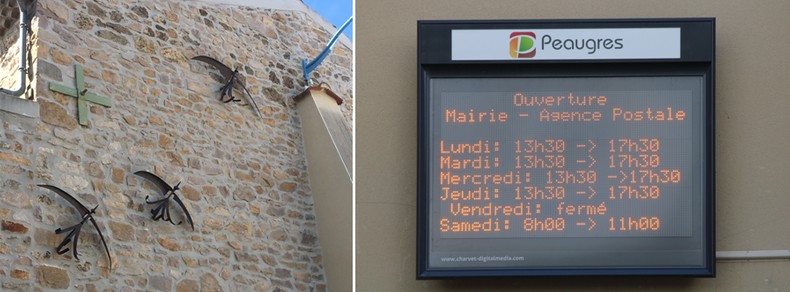 Peaugres
Ouverture
Mairie - Agence Postale
Lundi: 13h30 -> 17h30
Mardi: 13h30 -> 17h30
Mercredi: 13h30 ->17h30
Jeudi: 13h30 -> 17h30
Vendredi: fermé
Samedi: 8h00 -> 11h00
www.charvet-digitalmedia.com